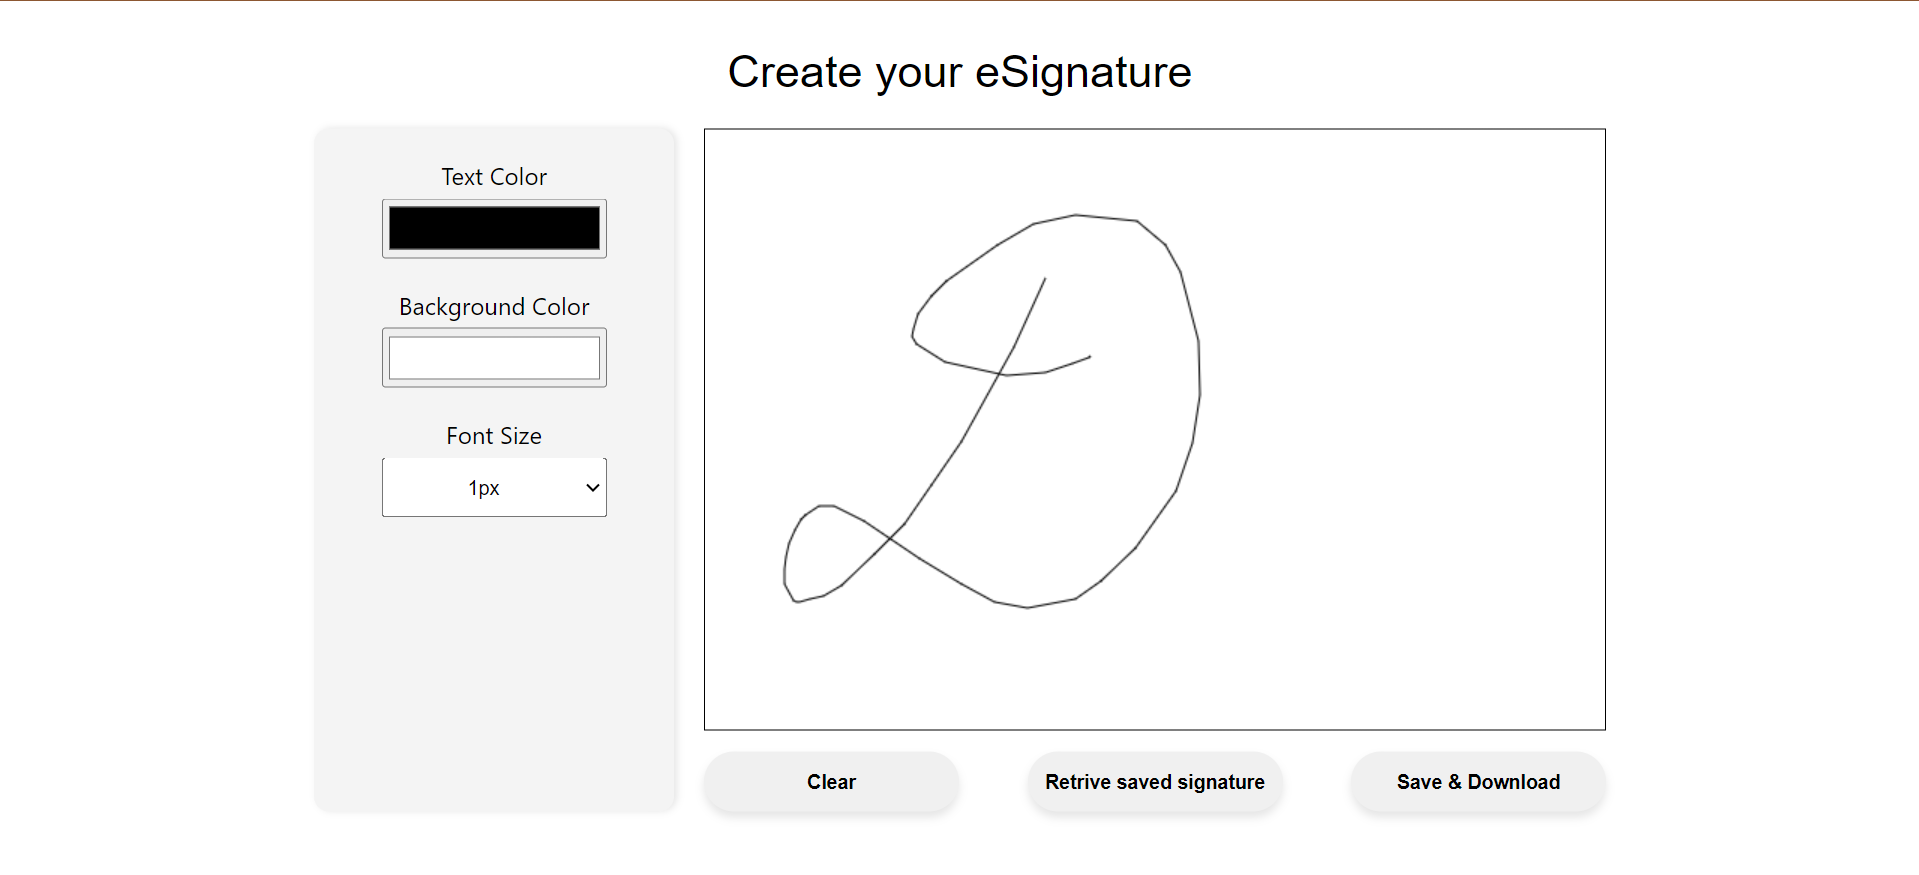 Create your eSignature
Text Color
Background Color
Font Size
1px
D
Clear
Retrive saved signature
Save & Download